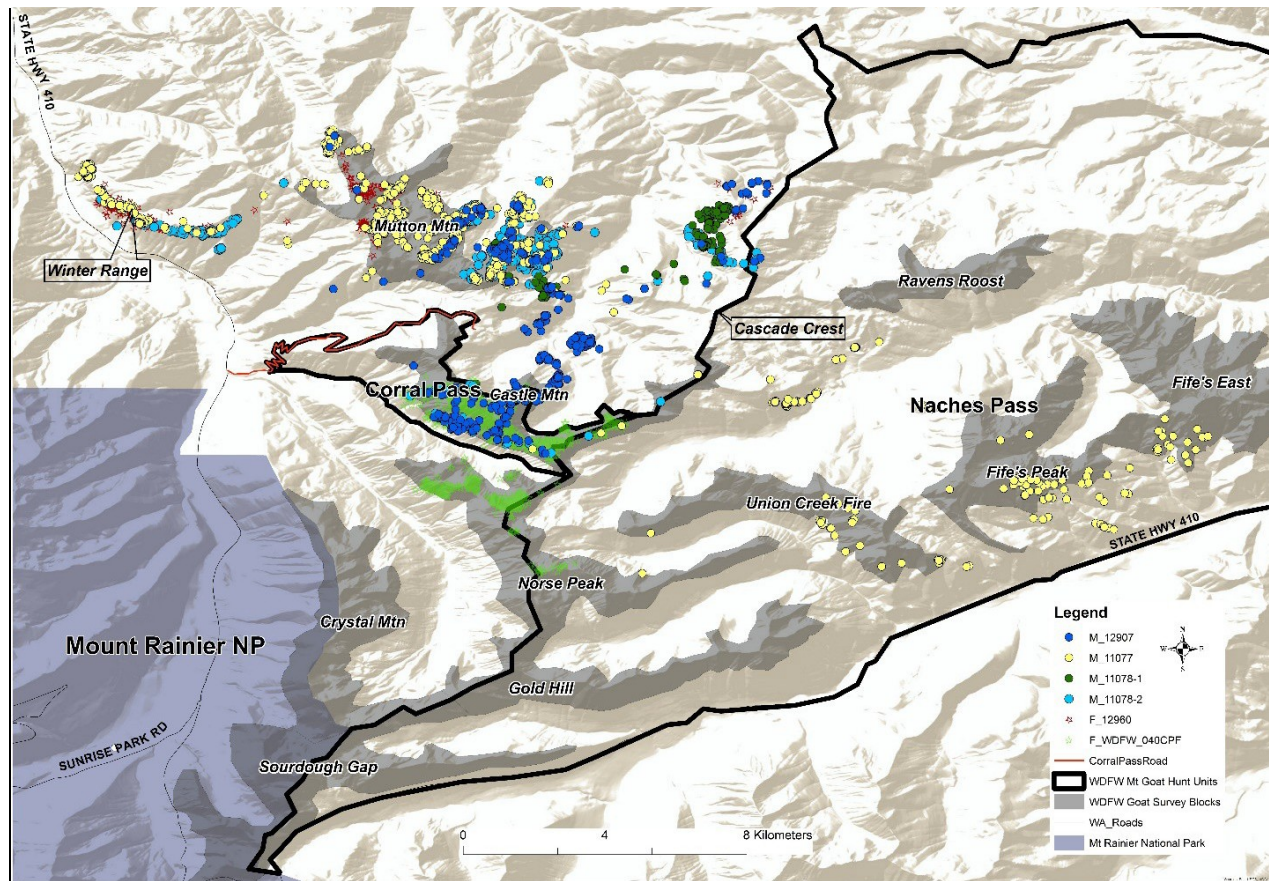 STATE HWY 410
Mutton Mtn
Winter Range
Ravens Roost
Cascade Crest
Corral Pass
Castle Mtn
Fife's East
Naches Pass
Fife's Peak
Union Creek Fire
STATE HWY 410
Norse Peak
Crystal Mtn
Mount Rainier NP
Gold Hill
SUNRISE PARK RD
Sourdough Gap
0 4 8 Kilometers
Legend
M_12907
M_11077
M_11078-1
M_11078-2
F_12960
F_WDFW_040CPF
CorralPassRoad
WDFW Mt Goat Hunt Units
WDFW Goat Survey Blocks
WA_Roads
Mt Rainier National Park
N
W E
S